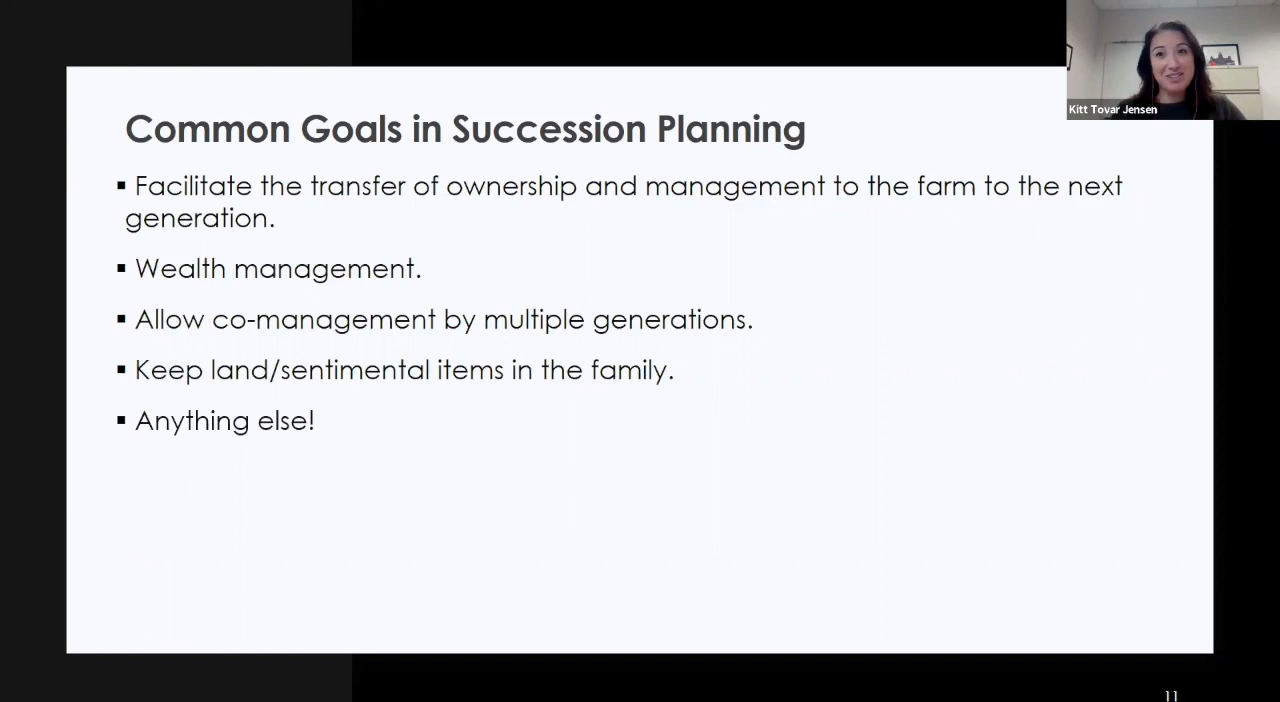 Kitt Tovar Jensen
Common Goals in Succession Planning
▪ Facilitate the transfer of ownership and management to the farm to the next
generation.
▪ Wealth management.
▪ Allow co-management by multiple generations.
▪ Keep land/sentimental items in the family.
▪ Anything else!
11